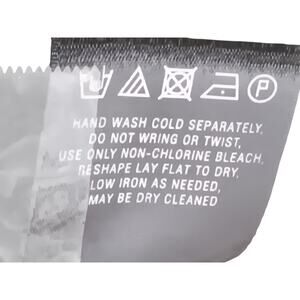 P
HAND WASH COLD SEPARATELY,
DO NOT WRING OR TWIST,
USE ONLY NON-CHLORINE BLEACH,
RESHAPE LAY FLAT TO DRY,
LOW IRON AS NEEDED,
MAY BE DRY CLEANED